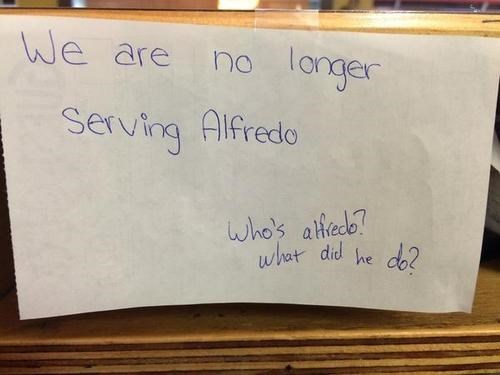 We are no longer
Serving Alfredo
Who's alfredo?
what did he do?